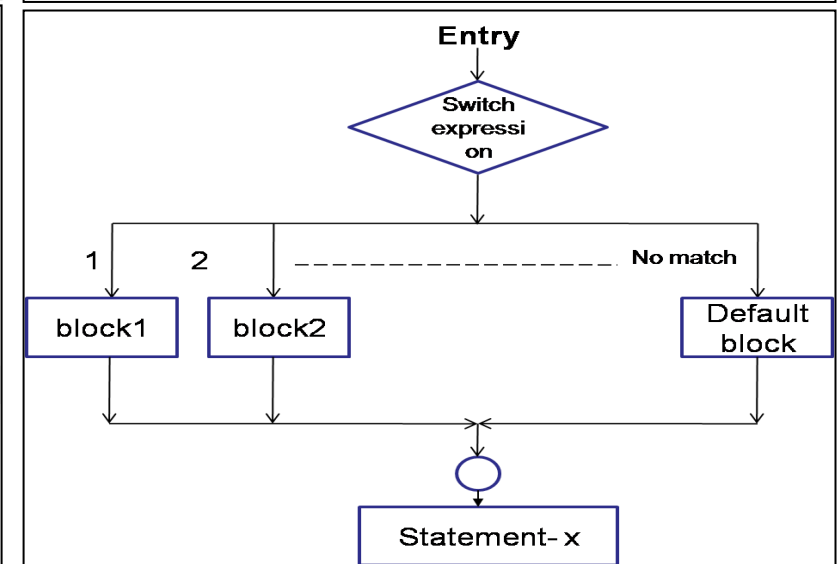 Entry
Switch
expressi
on
1
2
No match
block1
block2
Default
block
Statement- x